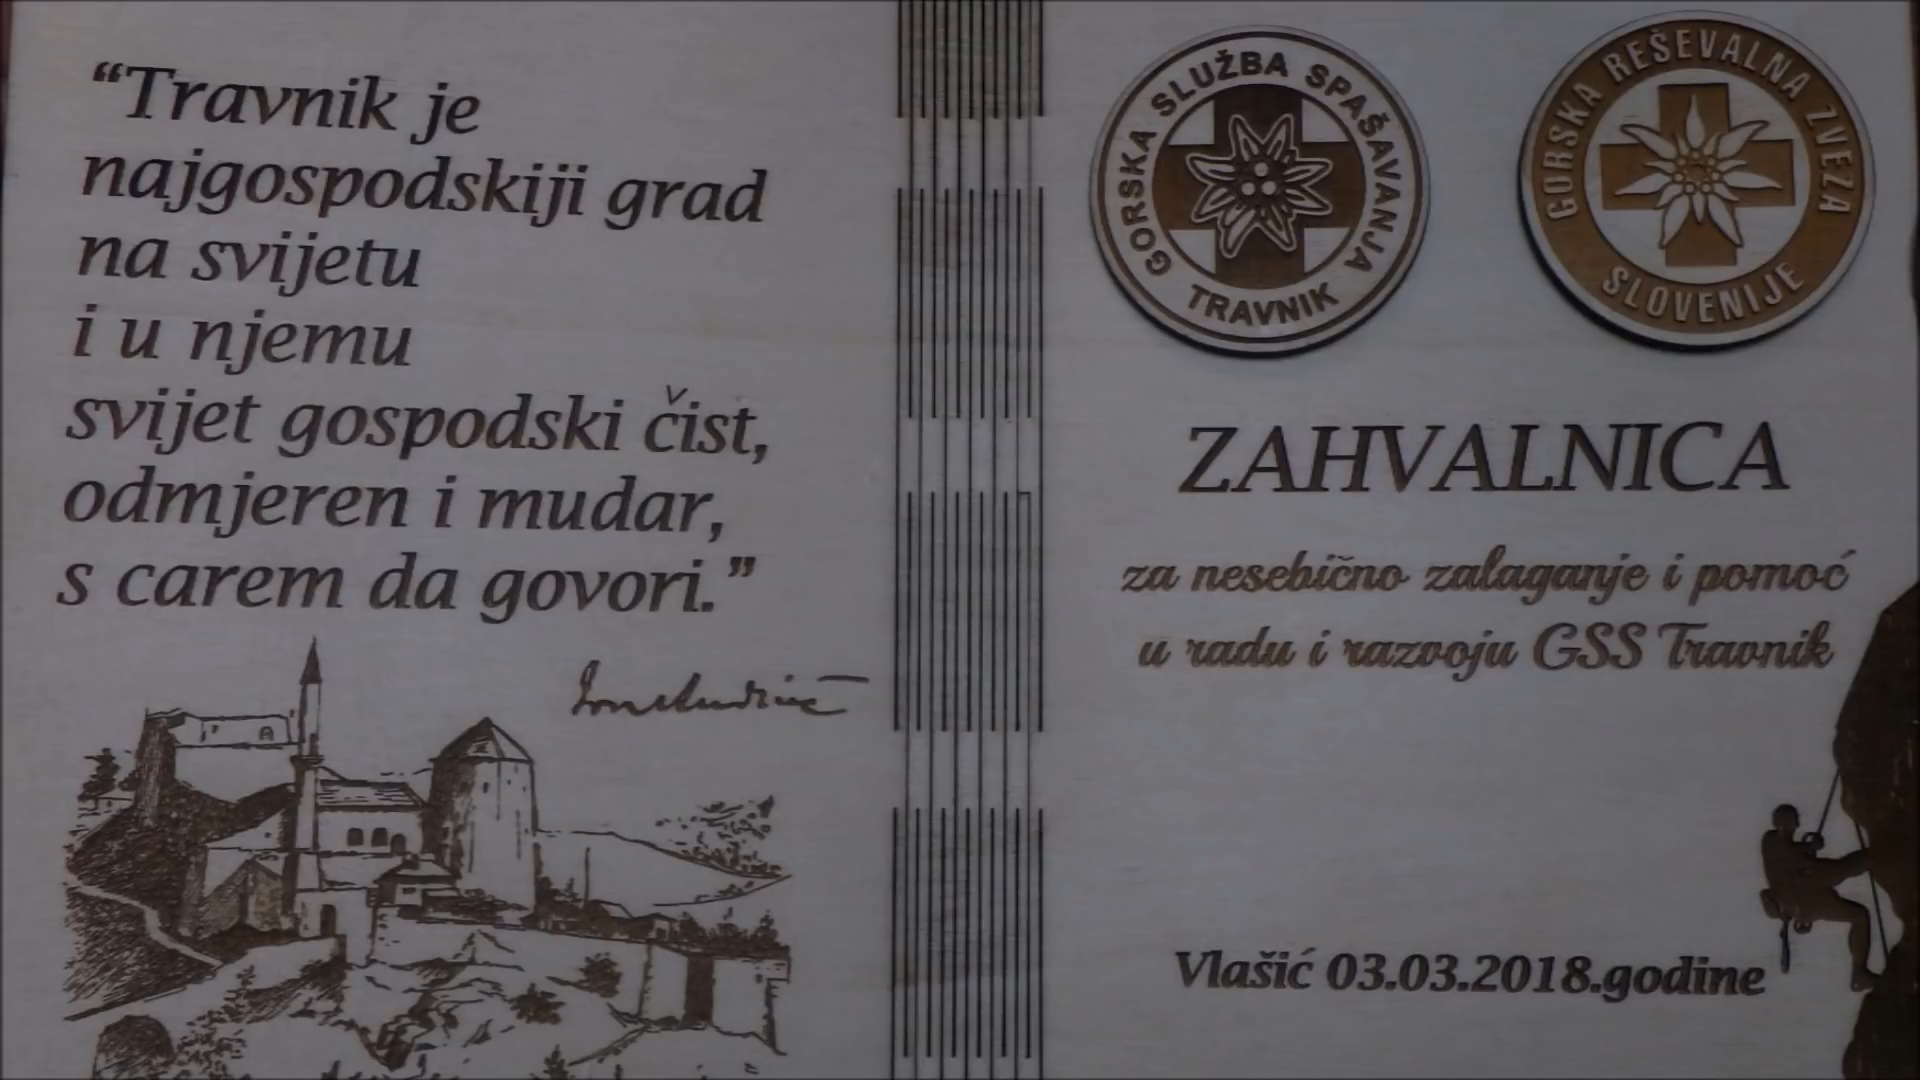 “Travnik je
najgospodskiji grad
na svijetu
i u njemu
svijet gospodski čist,
odmjeren i mudar,
s carem da govori.”
GORSKA SLUŽBA SPAŠAVANJA
TRAVNIK
GORSKA REŠEVALNA ZVEZA
SLOVENIJE
ZAHVALNICA
za nesebično zalaganje i pomoć
u radu i razvoju GSS Travnik
Vlašić 03.03.2018.godine